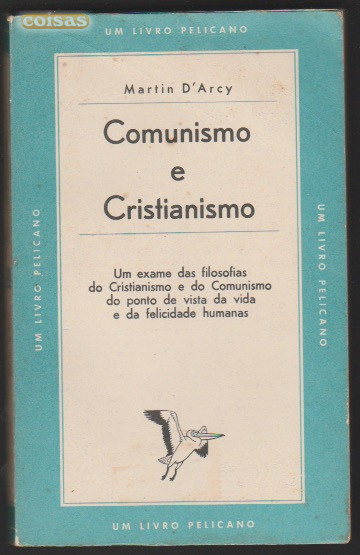 coisas
UM LIVRO PELICANO
Martin D'Arcy
Comunismo
e
Cristianismo
Um exame das filosofias
do Cristianismo e do Comunismo
do ponto de vista da vida
e da felicidade humanas
UM LIVRO PELICANO
UM LIVRO PELICANO
UM LIVRO PELICANO